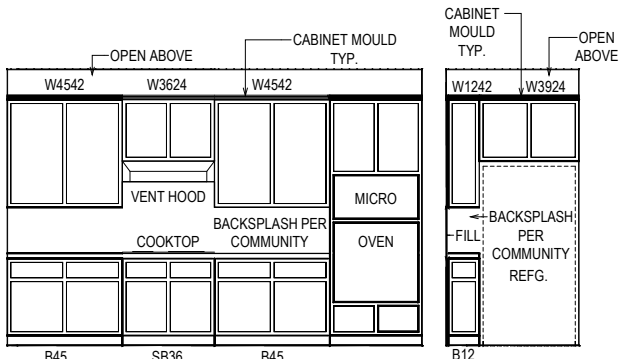 CABINET MOULD
TYP.
OPEN ABOVE
W4542
W3624
W4542
VENT HOOD
COOKTOP
BACKSPLASH PER
COMMUNITY
MICRO
OVEN
B45
SB36
B45
CABINET
MOULD
TYP.
OPEN
ABOVE
W1242
W3924
BACKSPLASH
PER
COMMUNITY
FILL
REFG.
B12